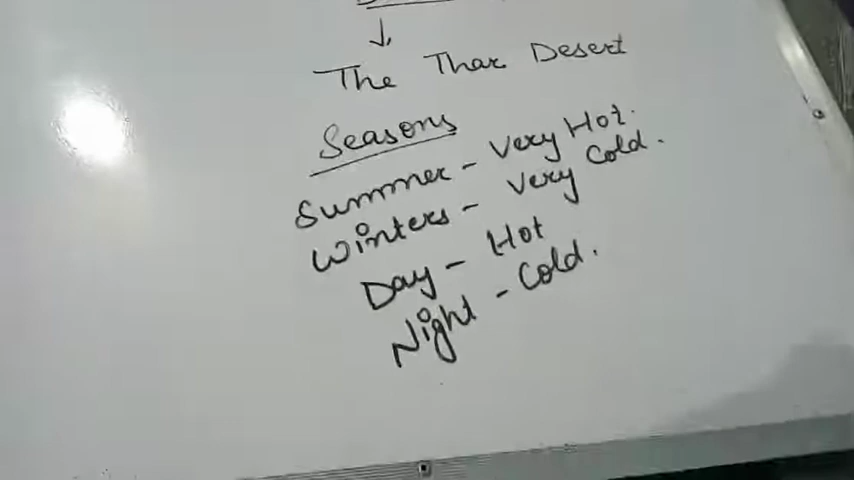 The Thar Desert
Seasons
Summer - Very Hot.
Winters - Very Cold.
Day - Hot
Night - Cold.